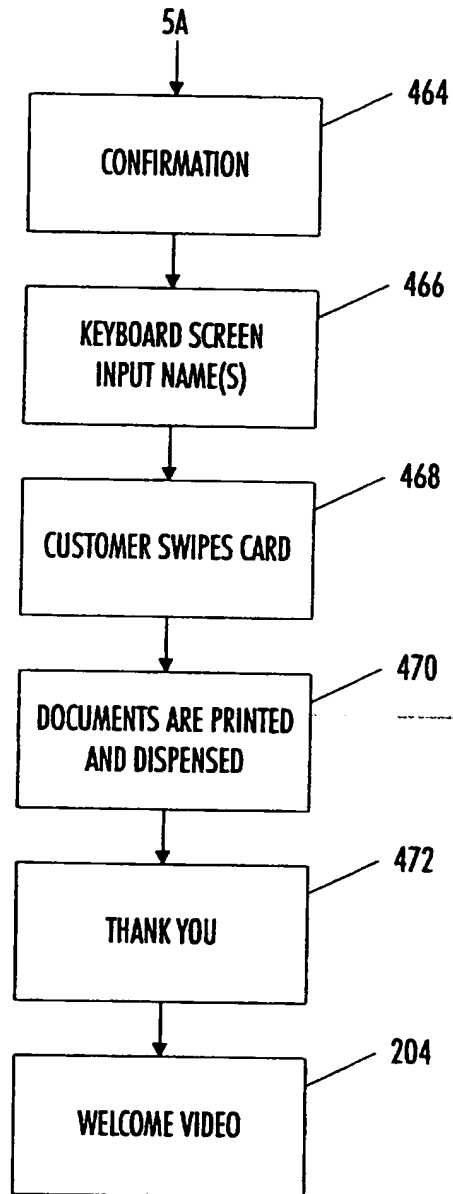 5A
464
CONFIRMATION
466
KEYBOARD SCREEN
INPUT NAME(S)
468
CUSTOMER SWIPES CARD
470
DOCUMENTS ARE PRINTED
AND DISPENSED
472
THANK YOU
204
WELCOME VIDEO